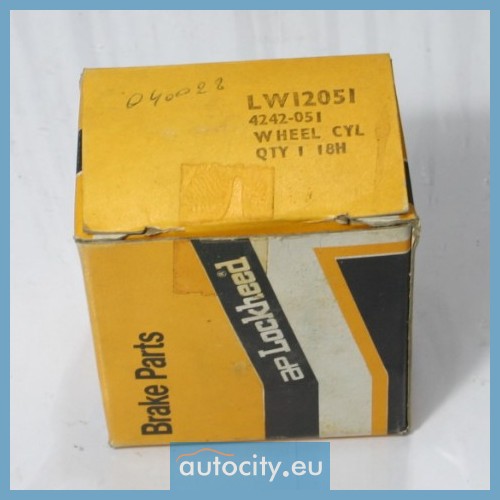 040022
LW12051
4242-051
WHEEL CYL
QTY 1 18H
Brake Parts
AP Lockheed®
autocity.eu